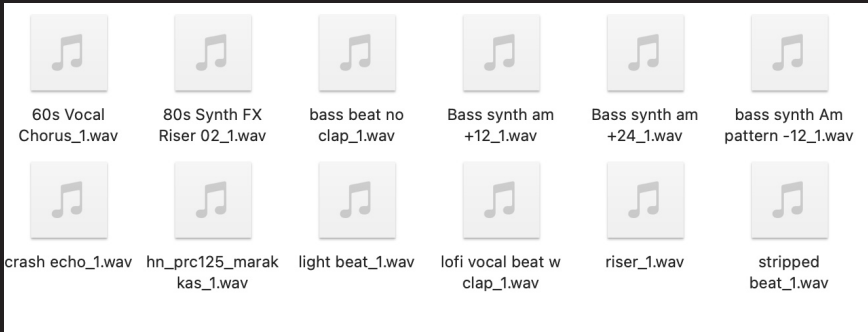 60s Vocal
Chorus_1.wav
80s Synth FX
Riser 02_1.wav
bass beat no
clap_1.wav
Bass synth am
+12_1.wav
Bass synth am
+24_1.wav
bass synth Am
pattern -12_1.wav
crash echo_1.wav
hn_prc125_marak
kas_1.wav
light beat_1.wav
lofi vocal beat w
clap_1.wav
riser_1.wav
stripped
beat_1.wav